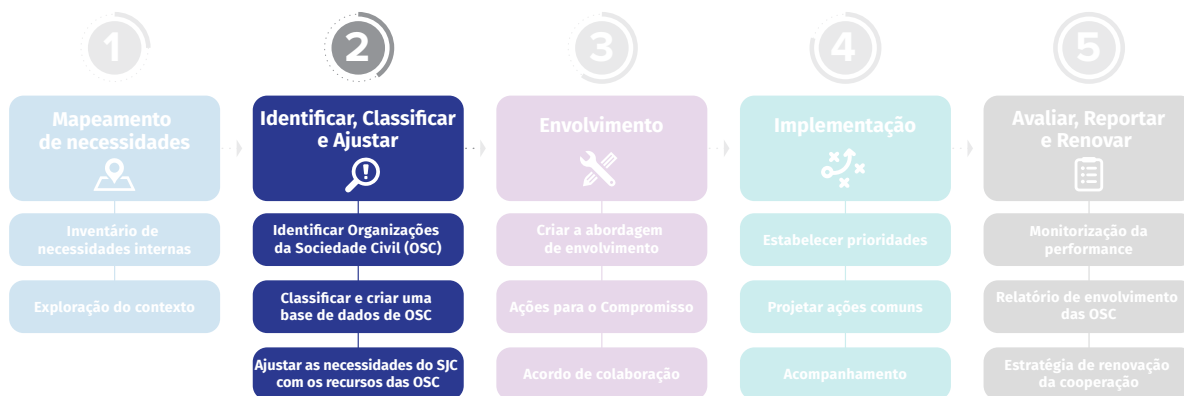 1
Mapeamento
de necessidades
Inventário de
necessidades internas
Exploração do contexto
2
Identificar, Classificar
e Ajustar
Identificar Organizações
da Sociedade Civil (OSC)
Classificar e criar uma
base de dados de OSC
Ajustar as necessidades do SJC
com os recursos das OSC
3
Envolvimento
Criar a abordagem
de envolvimento
Ações para o Compromisso
Acordo de colaboração
4
Implementação
Estabelecer prioridades
Projetar ações comuns
Acompanhamento
5
Avaliar, Reportar
e Renovar
Monitorização da
performance
Relatório de envolvimento
das OSC
Estratégia de renovação
da cooperação